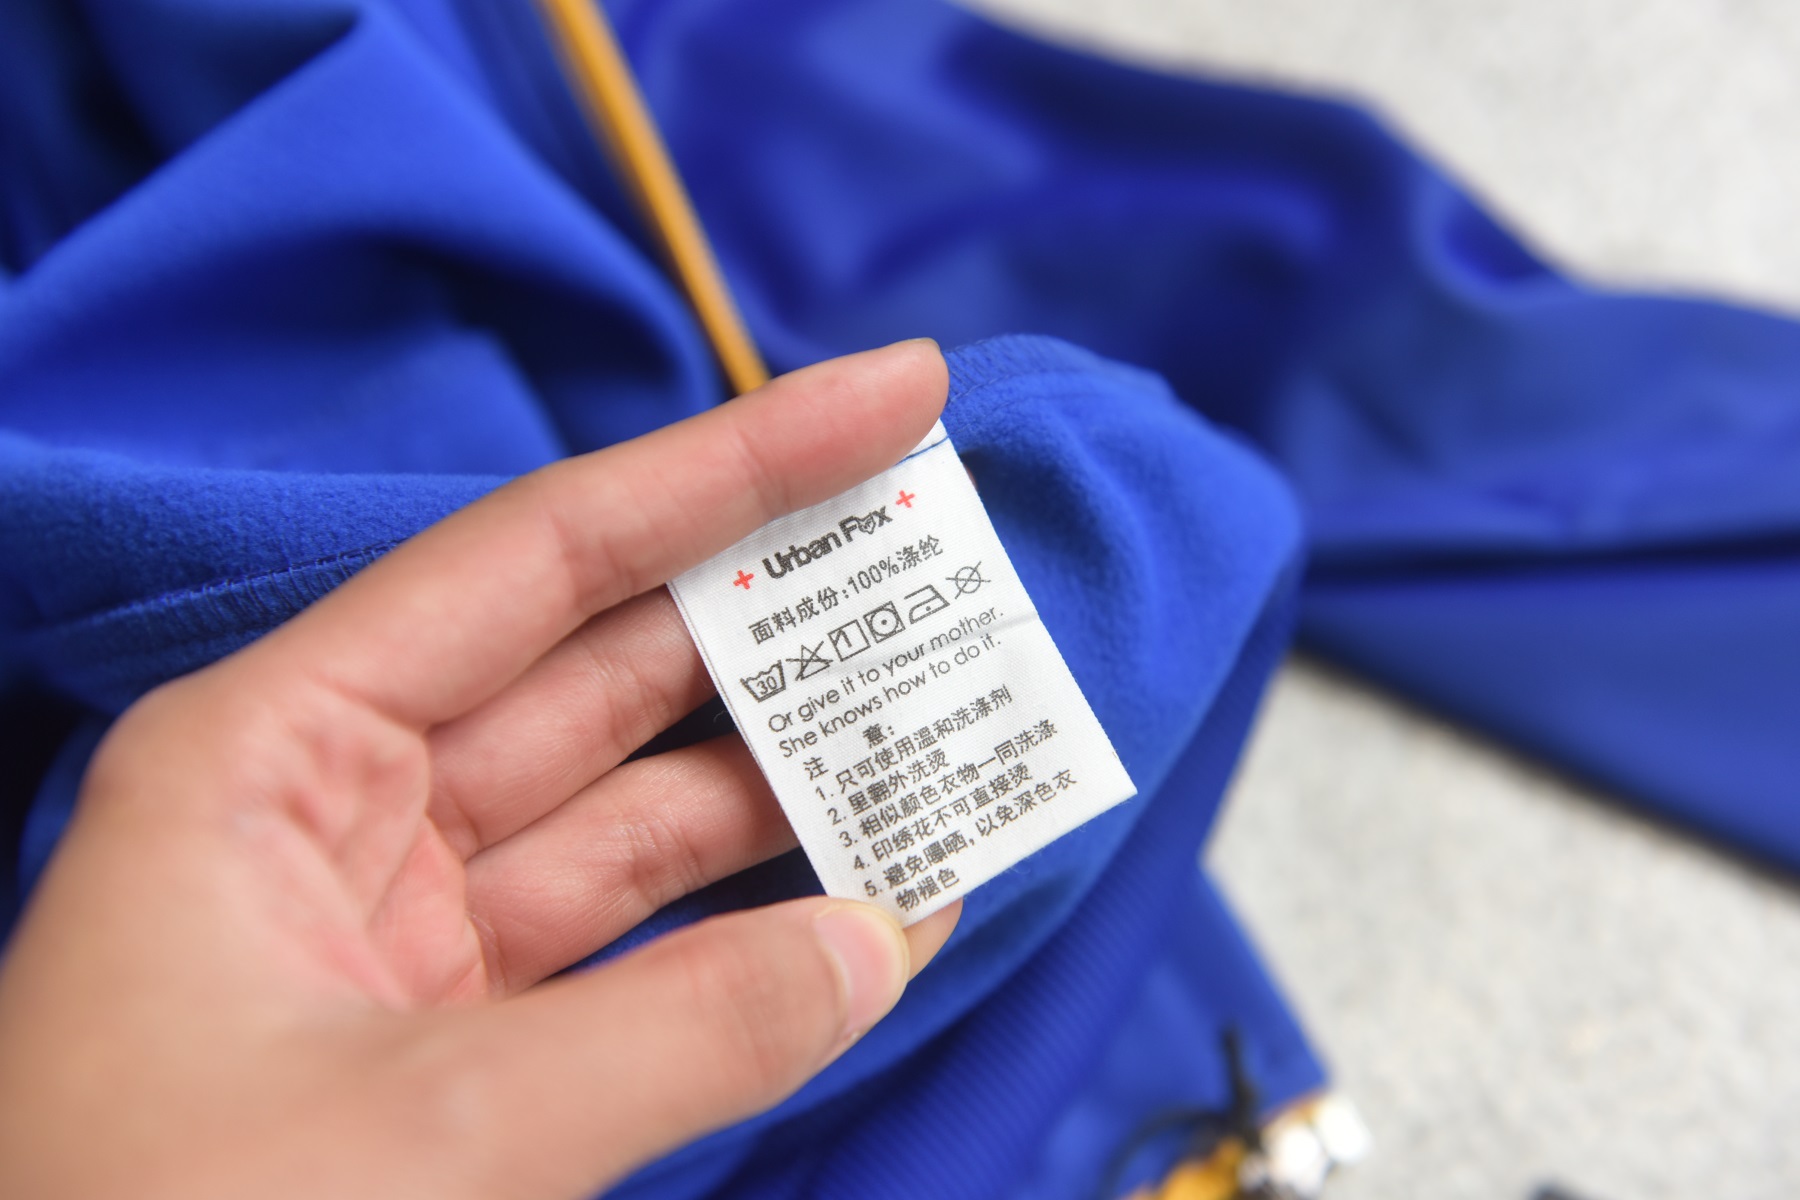 Urban Fox
面料成份:100%涤纶
30
Or give it to your mother.
She knows how to do it.
注意:
1. 只可使用温和洗涤剂
2. 里翻外洗烫
3. 相似颜色衣物一同洗涤
4. 印绣花不可直接烫
5. 避免曝晒,以免深色衣
物褪色